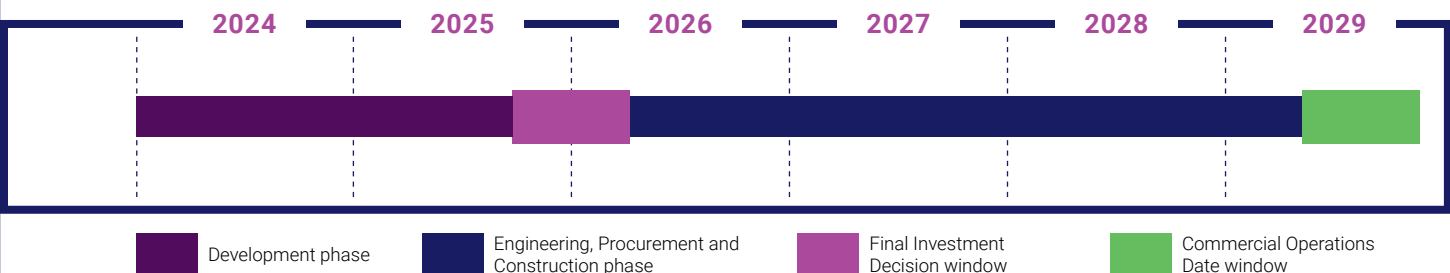 2024 2025 2026 2027 2028 2029
Development phase
Engineering, Procurement and
Construction phase
Final Investment
Decision window
Commercial Operations
Date window